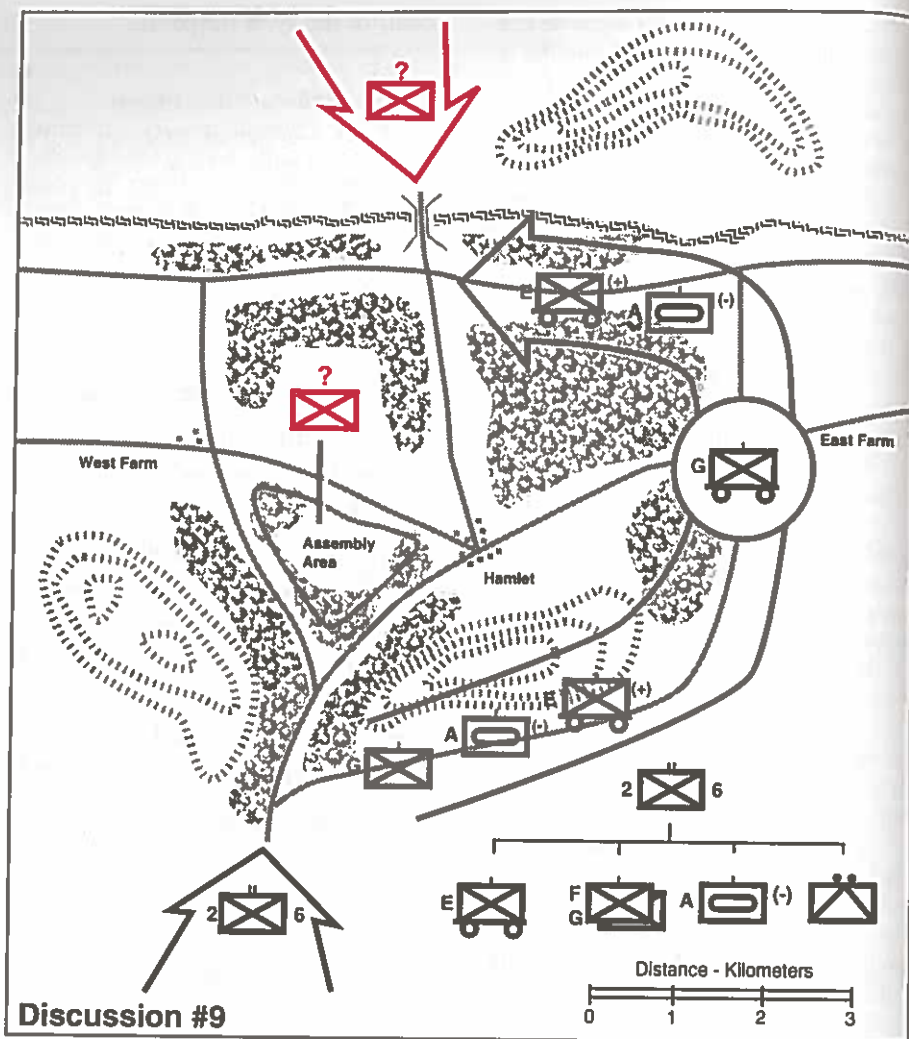 ?
?
E (+)
A (-)
West Farm
G
East Farm
Assembly
Area
Hamlet
E (+)
A (-)
G
2 6
2 6
E
F
G
A (-)
Distance - Kilometers
0 1 2 3
Discussion #9